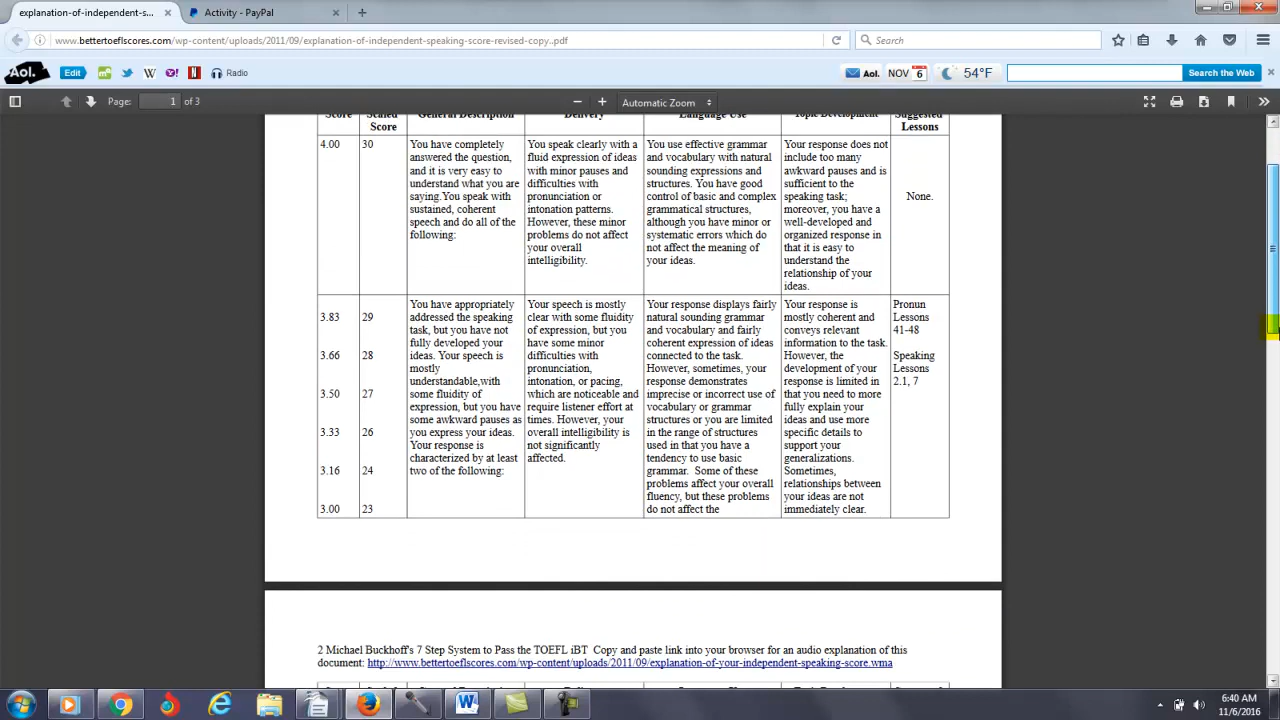 explanation-of-independent-s...
Activity - PayPal
www.bettertoeflscores.com/wp-content/uploads/2011/09/explanation-of-independent-speaking-score-revised-copy..pdf
Search
Aol.
Edit
Radio
Aol.
NOV 6
54°F
Search the Web
Page: 1 of 3
Automatic Zoom
Score
Scaled
Score
General Description
Delivery
Language Use
Topic Development
Suggested
Lessons
4.00
30
You have completely
answered the question,
and it is very easy to
understand what you are
saying.You speak with
sustained, coherent
speech and do all of the
following:
You speak clearly with a
fluid expression of ideas
with minor pauses and
difficulties with
pronunciation or
intonation patterns.
However, these minor
problems do not affect
your overall
intelligibility.
You use effective grammar
and vocabulary with natural
sounding expressions and
structures. You have good
control of basic and complex
grammatical structures,
although you have minor or
systematic errors which do
not affect the meaning of
your ideas.
Your response does not
include too many
awkward pauses and is
sufficient to the
speaking task;
moreover, you have a
well-developed and
organized response in
that it is easy to
understand the
relationship of your
ideas.
None.
3.83
3.66
3.50
3.33
3.16
3.00
29
28
27
26
24
23
You have appropriately
addressed the speaking
task, but you have not
fully developed your
ideas. Your speech is
mostly
understandable,with
some fluidity of
expression, but you have
some awkward pauses as
you express your ideas.
Your response is
characterized by at least
two of the following:
Your speech is mostly
clear with some fluidity
of expression, but you
have some minor
difficulties with
pronunciation,
intonation, or pacing,
which are noticeable and
require listener effort at
times. However, your
overall intelligibility is
not significantly
affected.
Your response displays fairly
natural sounding grammar
and vocabulary and fairly
coherent expression of ideas
connected to the task.
However, sometimes, your
response demonstrates
imprecise or incorrect use of
vocabulary or grammar
structures or you are limited
in the range of structures
used in that you have a
tendency to use basic
grammar. Some of these
problems affect your overall
fluency, but these problems
do not affect the
Your response is
mostly coherent and
conveys relevant
information to the task.
However, the
development of your
response is limited in
that you need to more
fully explain your
ideas and use more
specific details to
support your
generalizations.
Sometimes,
relationships between
your ideas are not
immediately clear.
Pronun
Lessons
41-48
Speaking
Lessons
2.1, 7
2 Michael Buckhoff's 7 Step System to Pass the TOEFL iBT Copy and paste link into your browser for an audio explanation of this
document: http://www.bettertoeflscores.com/wp-content/uploads/2011/09/explanation-of-your-independent-speaking-score.wma
6:40 AM
11/6/2016